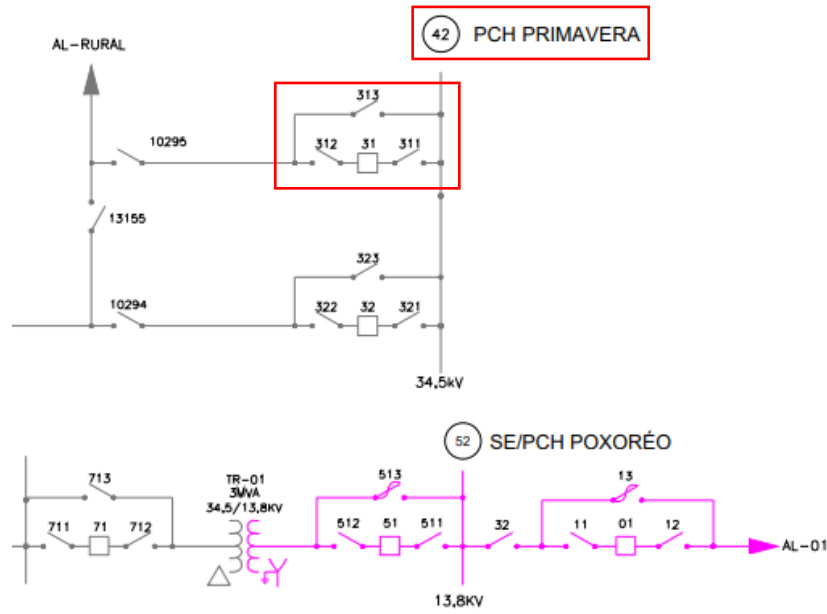 42 PCH PRIMAVERA
AL-RURAL
313
10295
312 31 311
13155
323
10294
322 32 321
34,5kV
52 SE/PCH POXORÉO
713
TR-01
3MVA
34,5/13,8KV
513
13
711 71 712
512 51 511
32
11 01 12
AL-01
13,8KV